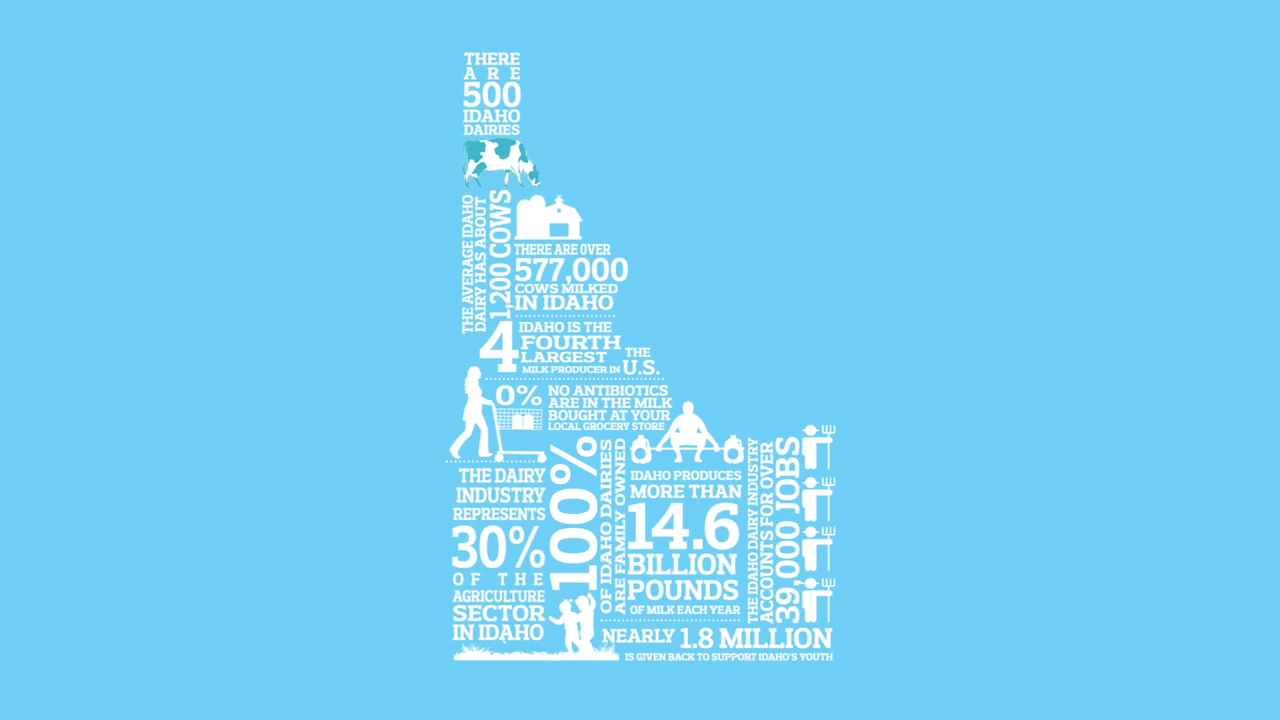 THERE
ARE
500
IDAHO
DAIRIES
THE AVERAGE IDAHO
DAIRY HAS ABOUT
1,200 COWS
THERE ARE OVER
577,000
COWS MILKED
IN IDAHO
4
IDAHO IS THE
FOURTH
LARGEST
MILK PRODUCER IN
THE
U.S.
0%
NO ANTIBIOTICS
ARE IN THE MILK
BOUGHT AT YOUR
LOCAL GROCERY STORE
THE DAIRY
INDUSTRY
REPRESENTS
30%
OF THE
AGRICULTURE
SECTOR
IN IDAHO
100%
OF IDAHO DAIRIES
ARE FAMILY OWNED
IDAHO PRODUCES
MORE THAN
14.6
BILLION
POUNDS
OF MILK EACH YEAR
THE IDAHO DAIRY INDUSTRY
ACCOUNTS FOR OVER
39,000 JOBS
NEARLY 1.8 MILLION
IS GIVEN BACK TO SUPPORT IDAHO'S YOUTH